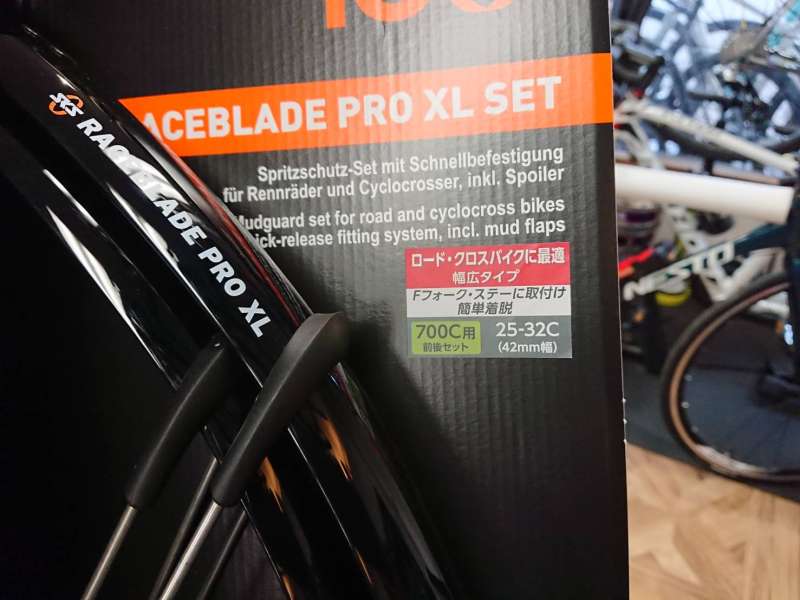 ACEBLADE PRO XL SET
Spritzschutz-Set mit Schnellbefestigung
für Rennräder und Cyclocrosser, inkl. Spoiler
Mudguard set for road and cyclocross bikes
ick-release fitting system, incl. mud flaps
ロード・クロスバイクに最適
幅広タイプ
Fフォーク・ステーに取付け
簡単着脱
700C用 25-32C
前後セット (42mm幅)
SKS RACEBLADE PRO XL
NESTO